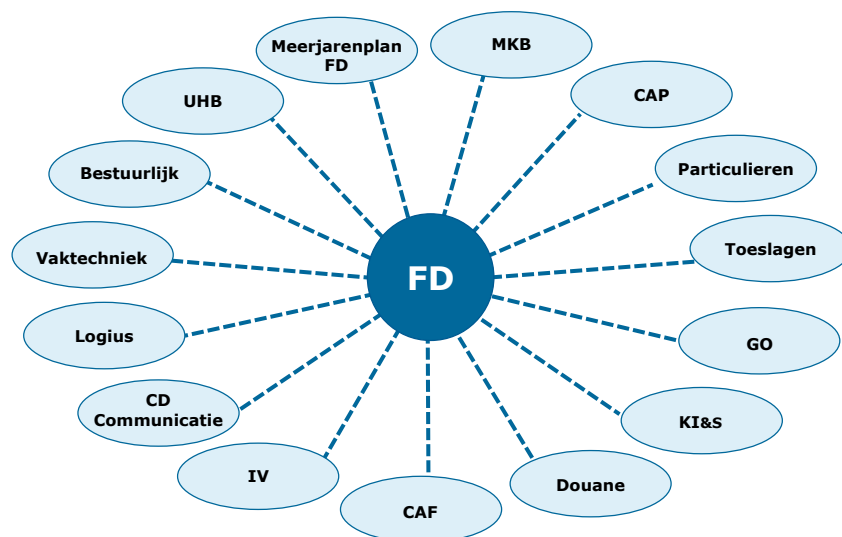 Meerjarenplan
FD
MKB
UHB
CAP
Bestuurlijk
Particulieren
Vaktechniek
Toeslagen
FD
Logius
GO
CD
Communicatie
KI&S
IV
Douane
CAF